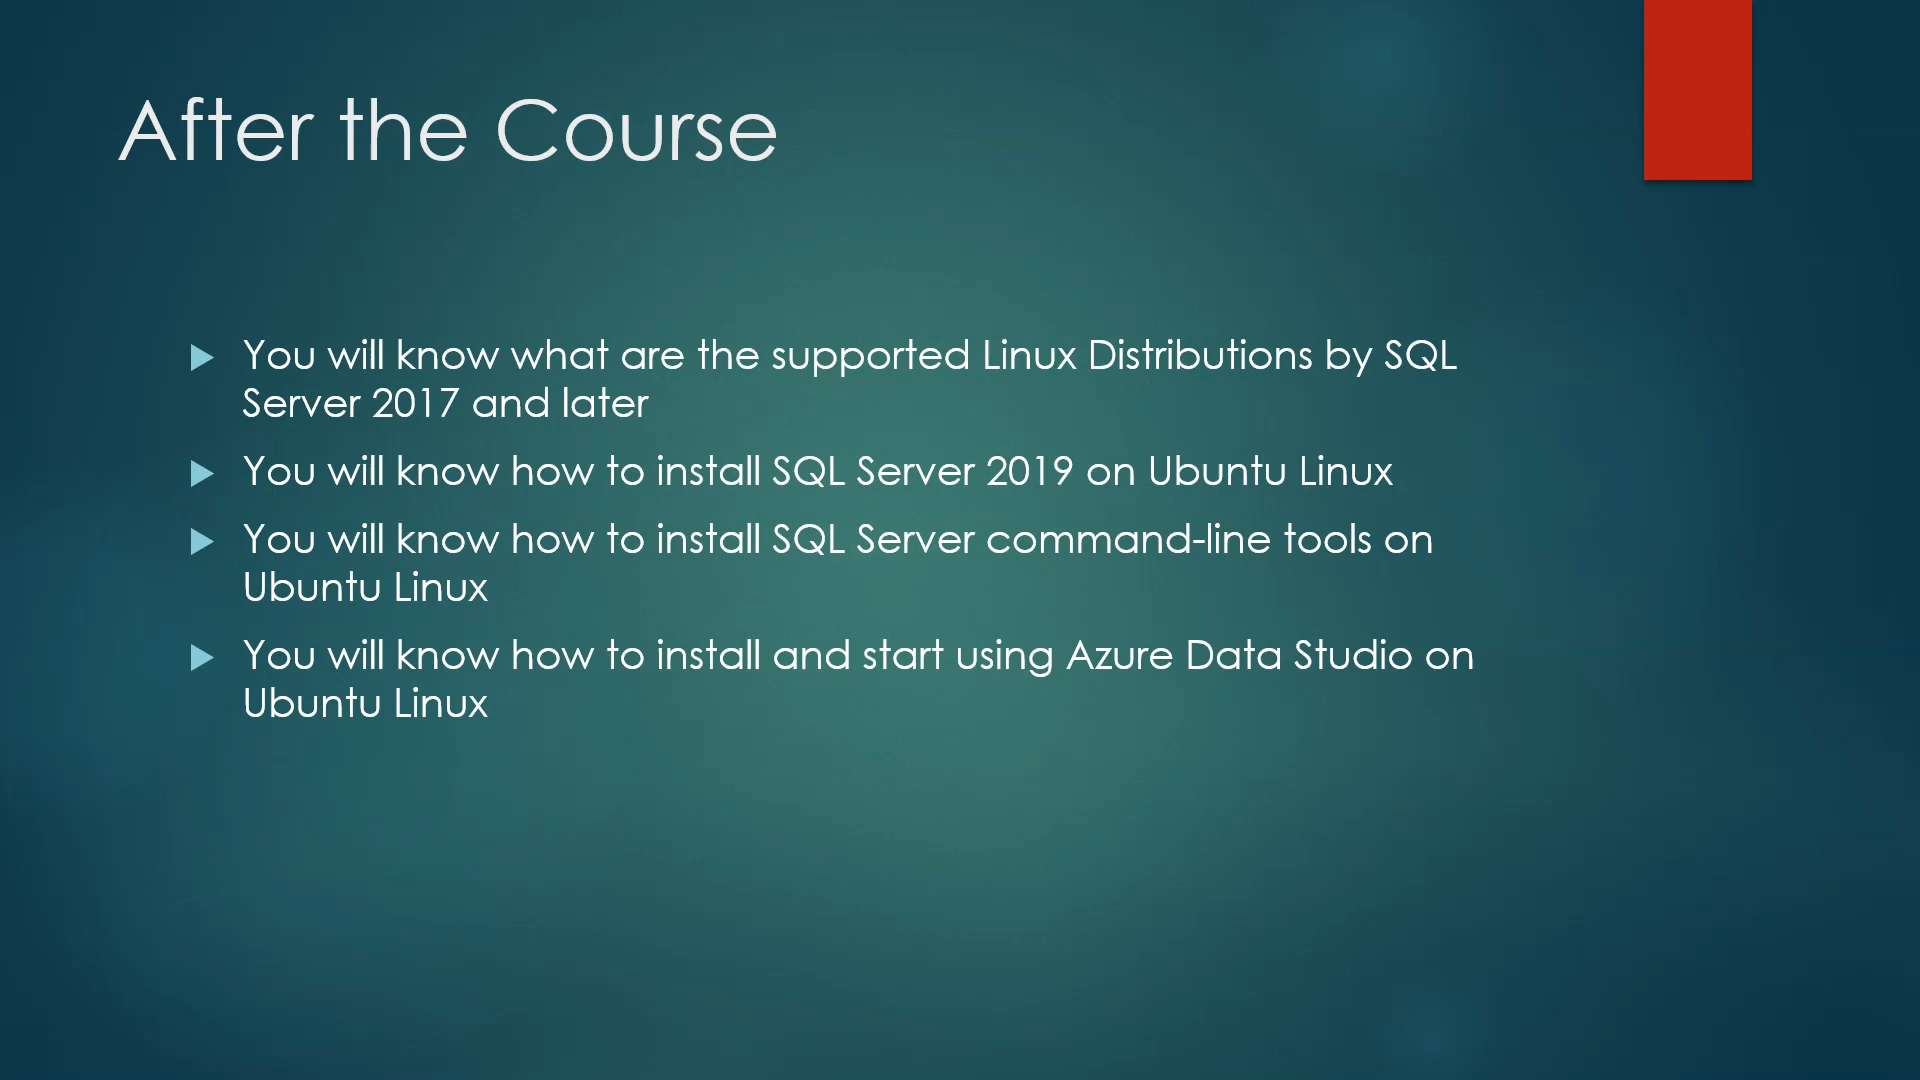 After the Course
You will know what are the supported Linux Distributions by SQL
Server 2017 and later
You will know how to install SQL Server 2019 on Ubuntu Linux
You will know how to install SQL Server command-line tools on
Ubuntu Linux
You will know how to install and start using Azure Data Studio on
Ubuntu Linux